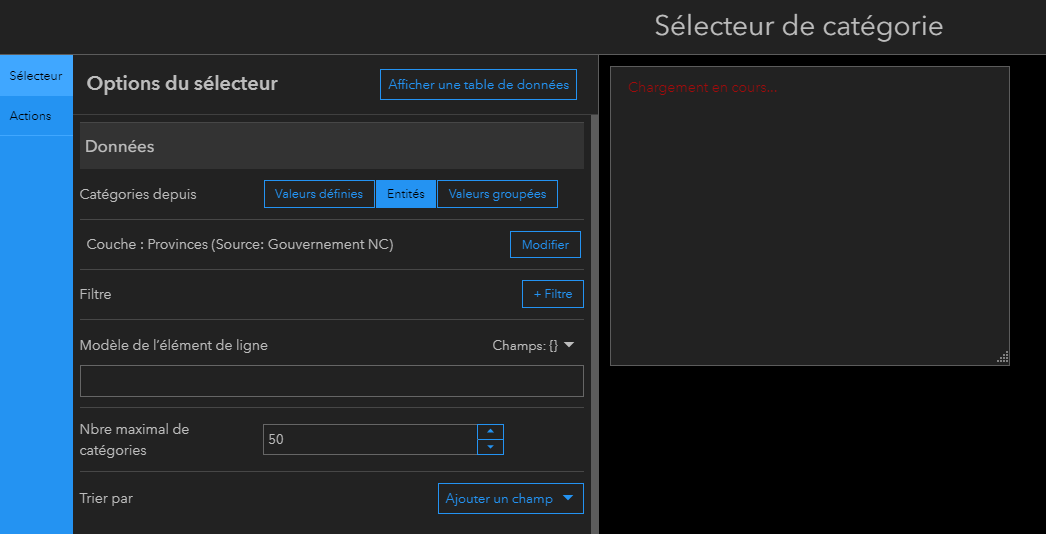 Sélecteur de catégorie
Sélecteur
Actions
Options du sélecteur
Afficher une table de données
Données
Catégories depuis
Valeurs définies
Entités
Valeurs groupées
Couche : Provinces (Source: Gouvernement NC)
Modifier
Filtre
+ Filtre
Modèle de l’élément de ligne
Champs: {}
Nbre maximal de
catégories
50
Trier par
Ajouter un champ
Chargement en cours...